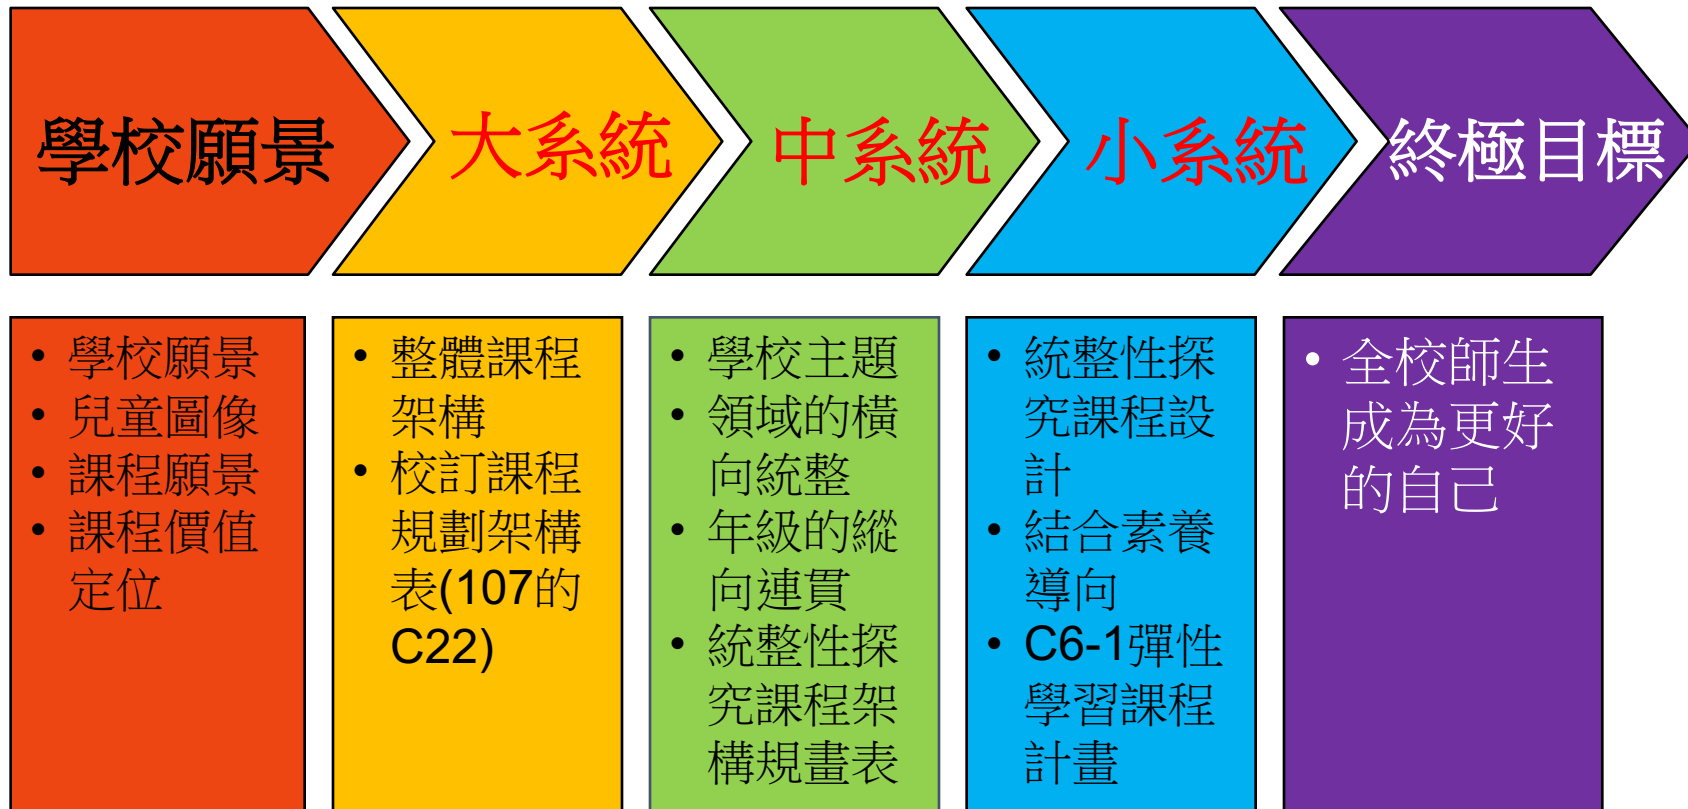 學校願景
大系統
中系統
小系統
終極目標
• 學校願景
• 兒童圖像
• 課程願景
• 課程價值
定位
• 整體課程
架構
• 校訂課程
規劃架構
表(107的
C22)
• 學校主題
• 領域的橫
向統整
• 年級的縱
向連貫
• 統整性探
究課程架
構規畫表
• 統整性探
究課程設
計
• 結合素養
導向
• C6-1彈性
學習課程
計畫
• 全校師生
成為更好
的自己